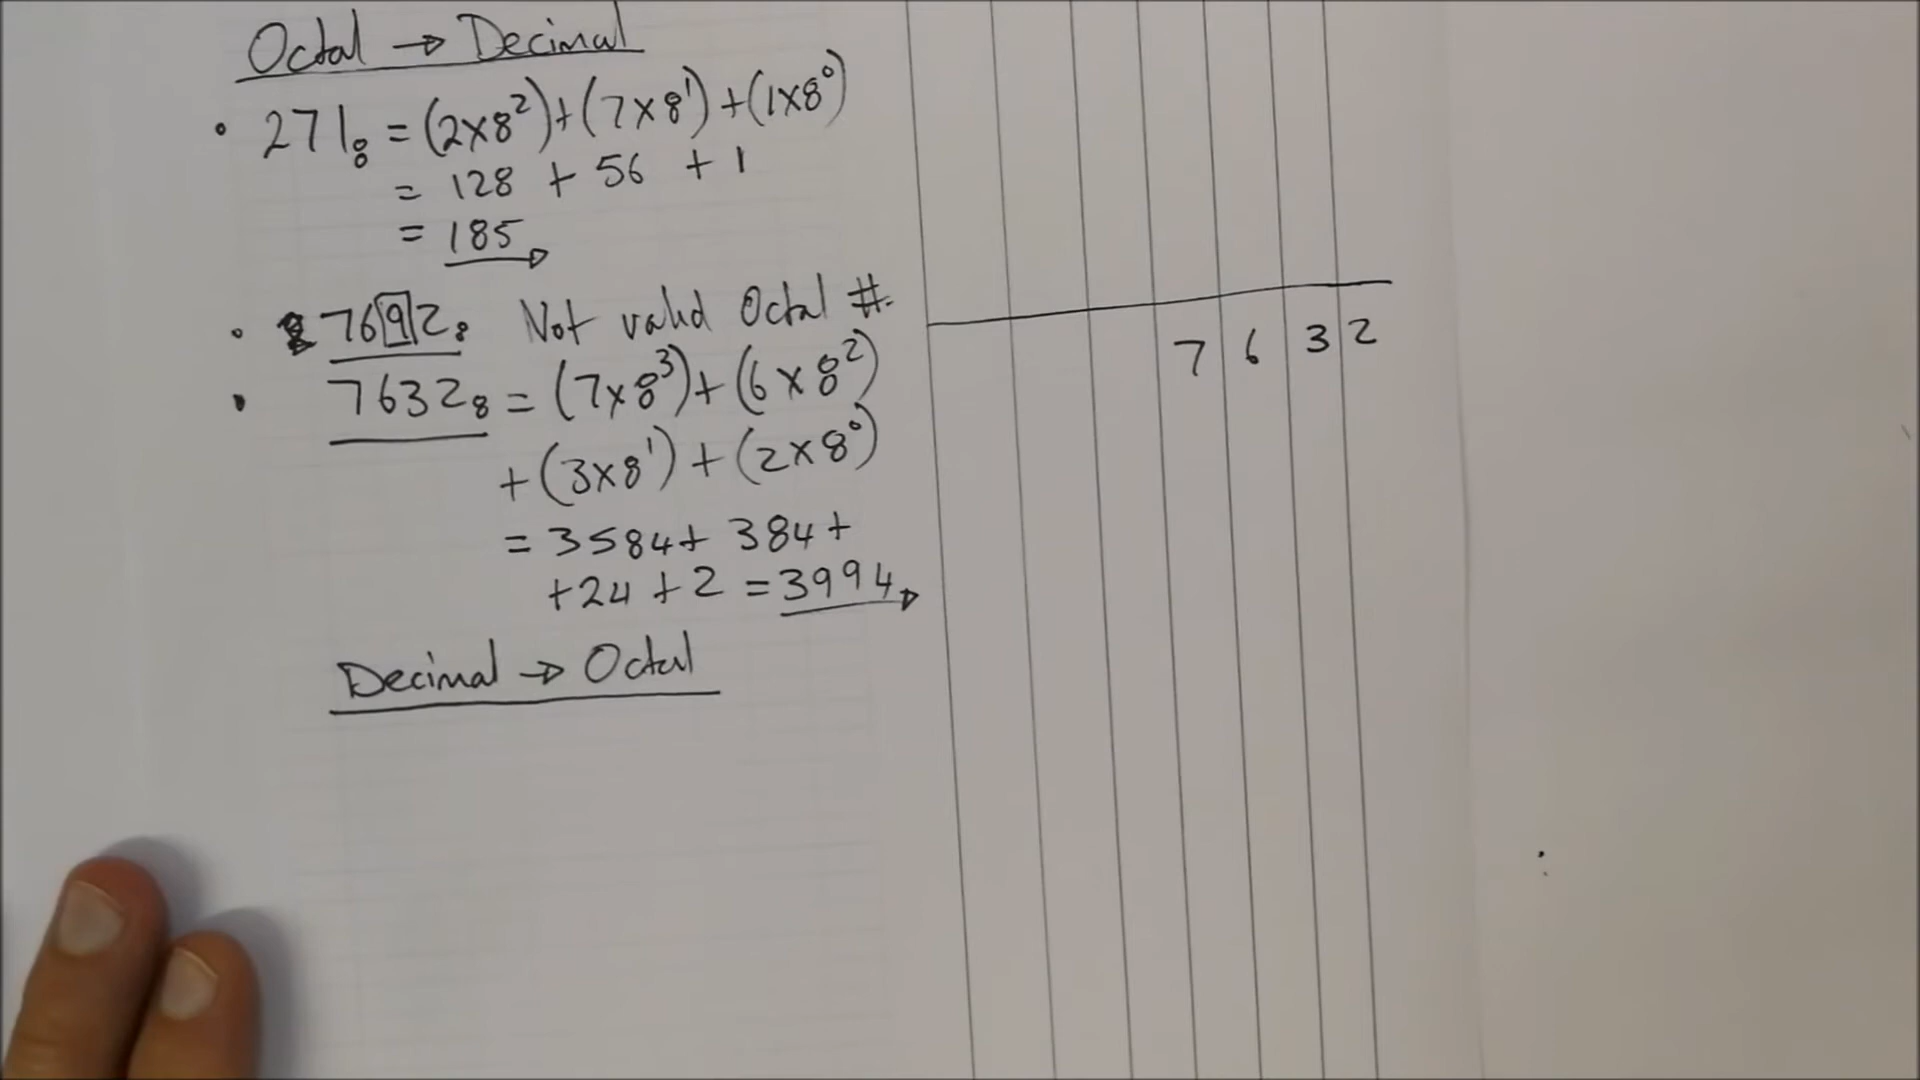 Octal → Decimal
• 271₈ = (2×8²)+(7×8¹)+(1×8⁰)
= 128 + 56 + 1
= 185
• 7692₈ Not valid Octal #.
• 7632₈ = (7×8³)+(6×8²)
+(3×8¹)+(2×8⁰)
= 3584+ 384+
+24+2 = 3994
Decimal → Octal
7 6 3 2